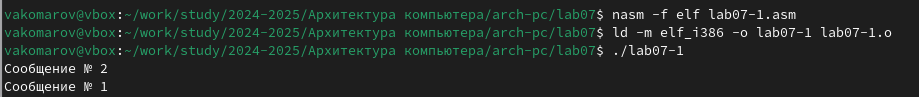 vakomarov@vbox:~/work/study/2024-2025/Архитектура компьютера/arch-pc/lab07$ nasm -f elf lab07-1.asm
vakomarov@vbox:~/work/study/2024-2025/Архитектура компьютера/arch-pc/lab07$ ld -m elf_i386 -o lab07-1 lab07-1.o
vakomarov@vbox:~/work/study/2024-2025/Архитектура компьютера/arch-pc/lab07$ ./lab07-1
Сообщение № 2
Сообщение № 1